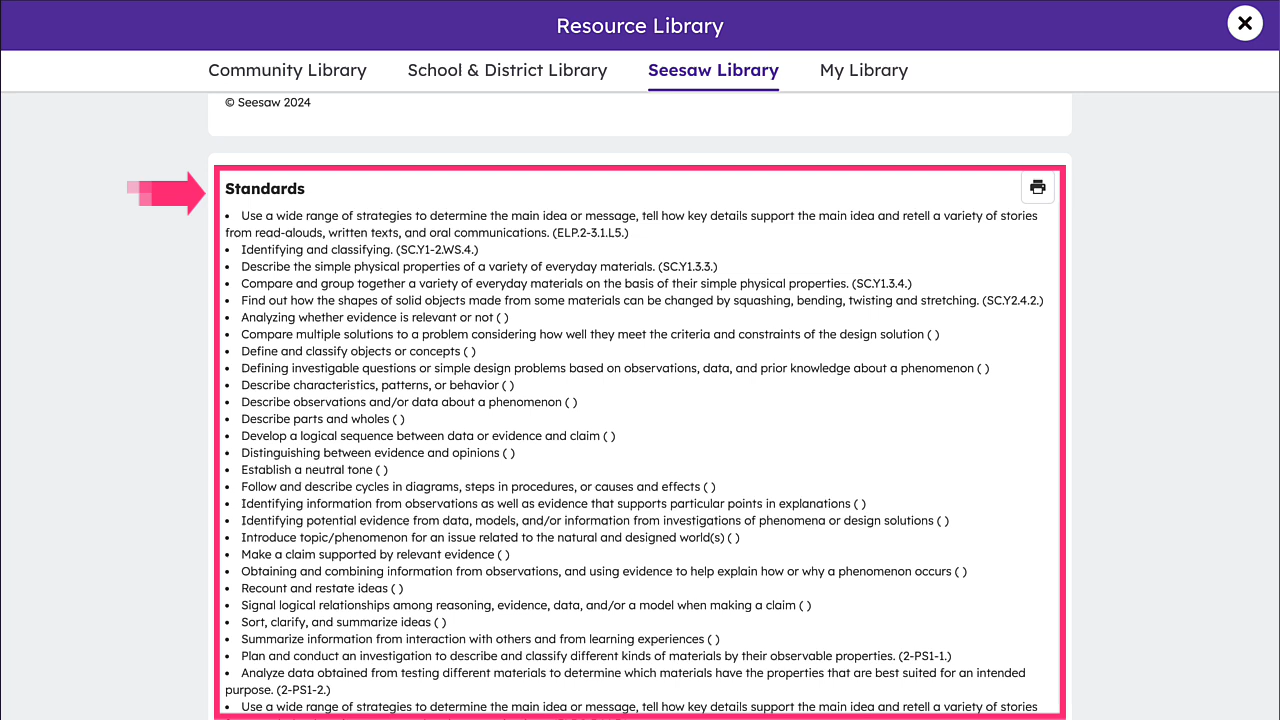 Resource Library
Community Library
School & District Library
Seesaw Library
My Library
© Seesaw 2024
Standards
• Use a wide range of strategies to determine the main idea or message, tell how key details support the main idea and retell a variety of stories
from read-alouds, written texts, and oral communications. (ELP.2-3.1.L5.)
• Identifying and classifying. (SC.Y1-2.WS.4.)
• Describe the simple physical properties of a variety of everyday materials. (SC.Y1.3.3.)
• Compare and group together a variety of everyday materials on the basis of their simple physical properties. (SC.Y1.3.4.)
• Find out how the shapes of solid objects made from some materials can be changed by squashing, bending, twisting and stretching. (SC.Y2.4.2.)
• Analyzing whether evidence is relevant or not ( )
• Compare multiple solutions to a problem considering how well they meet the criteria and constraints of the design solution ( )
• Define and classify objects or concepts ( )
• Defining investigable questions or simple design problems based on observations, data, and prior knowledge about a phenomenon ( )
• Describe characteristics, patterns, or behavior ( )
• Describe observations and/or data about a phenomenon ( )
• Describe parts and wholes ( )
• Develop a logical sequence between data or evidence and claim ( )
• Distinguishing between evidence and opinions ( )
• Establish a neutral tone ( )
• Follow and describe cycles in diagrams, steps in procedures, or causes and effects ( )
• Identifying information from observations as well as evidence that supports particular points in explanations ( )
• Identifying potential evidence from data, models, and/or information from investigations of phenomena or design solutions ( )
• Introduce topic/phenomenon for an issue related to the natural and designed world(s) ( )
• Make a claim supported by relevant evidence ( )
• Obtaining and combining information from observations, and using evidence to help explain how or why a phenomenon occurs ( )
• Recount and restate ideas ( )
• Signal logical relationships among reasoning, evidence, data, and/or a model when making a claim ( )
• Sort, clarify, and summarize ideas ( )
• Summarize information from interaction with others and from learning experiences ( )
• Plan and conduct an investigation to describe and classify different kinds of materials by their observable properties. (2-PS1-1.)
• Analyze data obtained from testing different materials to determine which materials have the properties that are best suited for an intended
purpose. (2-PS1-2.)
• Use a wide range of strategies to determine the main idea or message, tell how key details support the main idea and retell a variety of stories